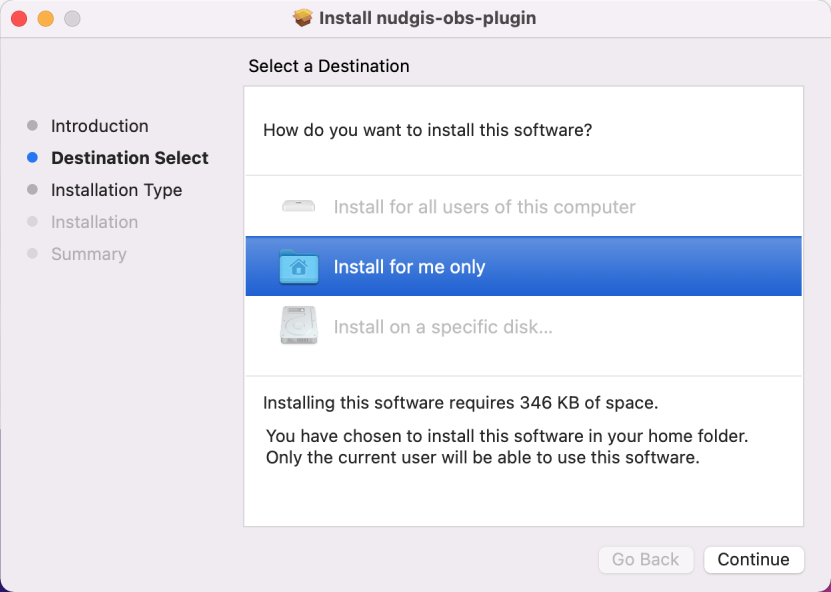 Install nudgis-obs-plugin
Select a Destination
Introduction
Destination Select
Installation Type
Installation
Summary
How do you want to install this software?
Install for all users of this computer
Install for me only
Install on a specific disk...
Installing this software requires 346 KB of space.
You have chosen to install this software in your home folder.
Only the current user will be able to use this software.
Go Back
Continue